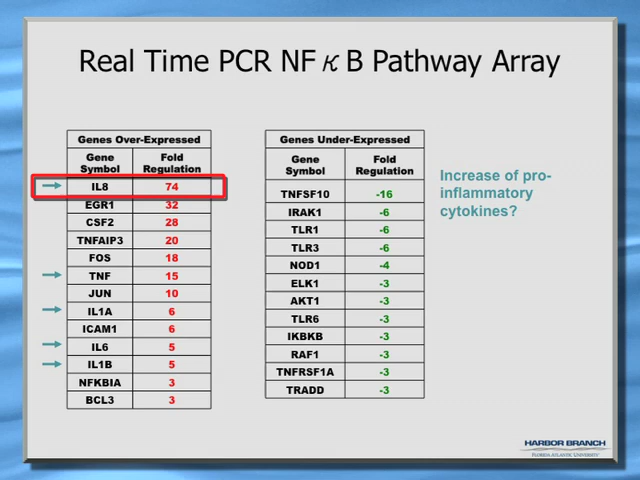 Real Time PCR NFκB Pathway Array
Genes Over-Expressed
Gene Symbol Fold Regulation
IL8 74
EGR1 32
CSF2 28
TNFAIP3 20
FOS 18
TNF 15
JUN 10
IL1A 6
ICAM1 6
IL6 5
IL1B 5
NFKBIA 3
BCL3 3
Genes Under-Expressed
Gene Symbol Fold Regulation
TNFSF10 -16
IRAK1 -6
TLR1 -6
TLR3 -6
NOD1 -4
ELK1 -3
AKT1 -3
TLR6 -3
IKBKB -3
RAF1 -3
TNFRSF1A -3
TRADD -3
Increase of pro-
inflammatory
cytokines?
HARBOR BRANCH
FLORIDA ATLANTIC UNIVERSITY